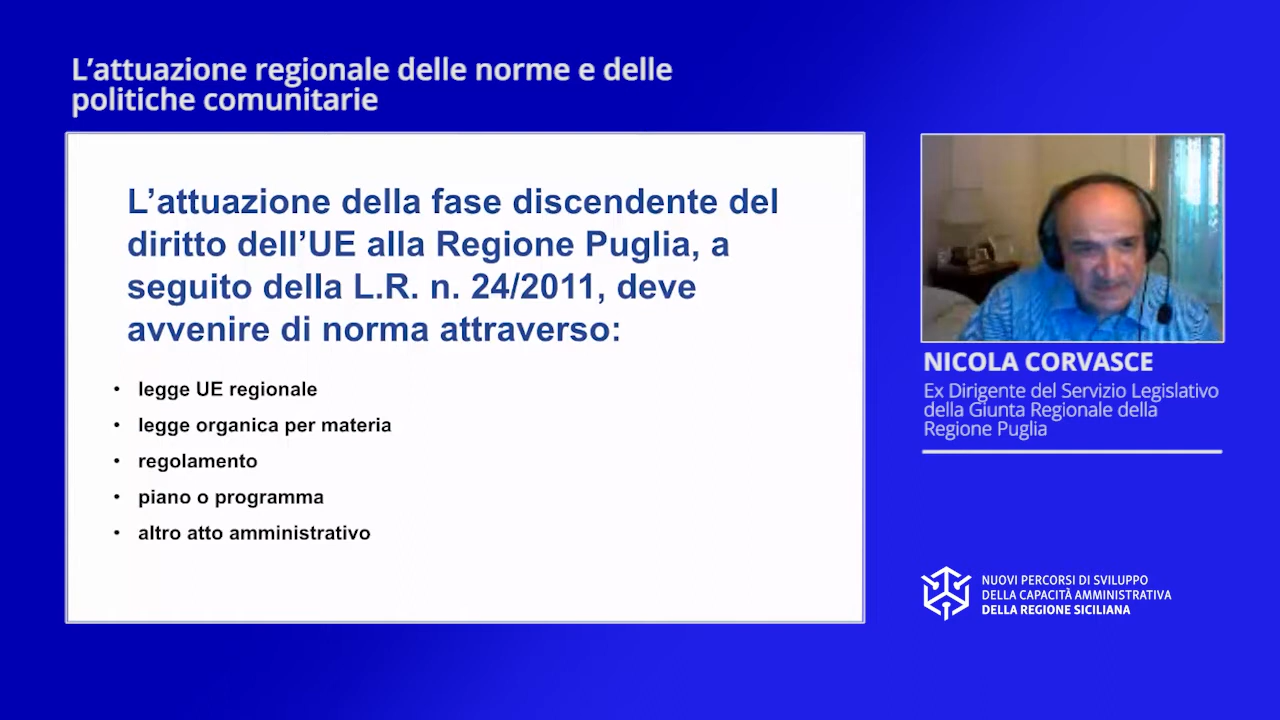 L'attuazione regionale delle norme e delle
politiche comunitarie
L'attuazione della fase discendente del
diritto dell'UE alla Regione Puglia, a
seguito della L.R. n. 24/2011, deve
avvenire di norma attraverso:
• legge UE regionale
• legge organica per materia
• regolamento
• piano o programma
• altro atto amministrativo
NICOLA CORVASCE
Ex Dirigente del Servizio Legislativo
della Giunta Regionale della
Regione Puglia
NUOVI PERCORSI DI SVILUPPO
DELLA CAPACITÀ AMMINISTRATIVA
DELLA REGIONE SICILIANA